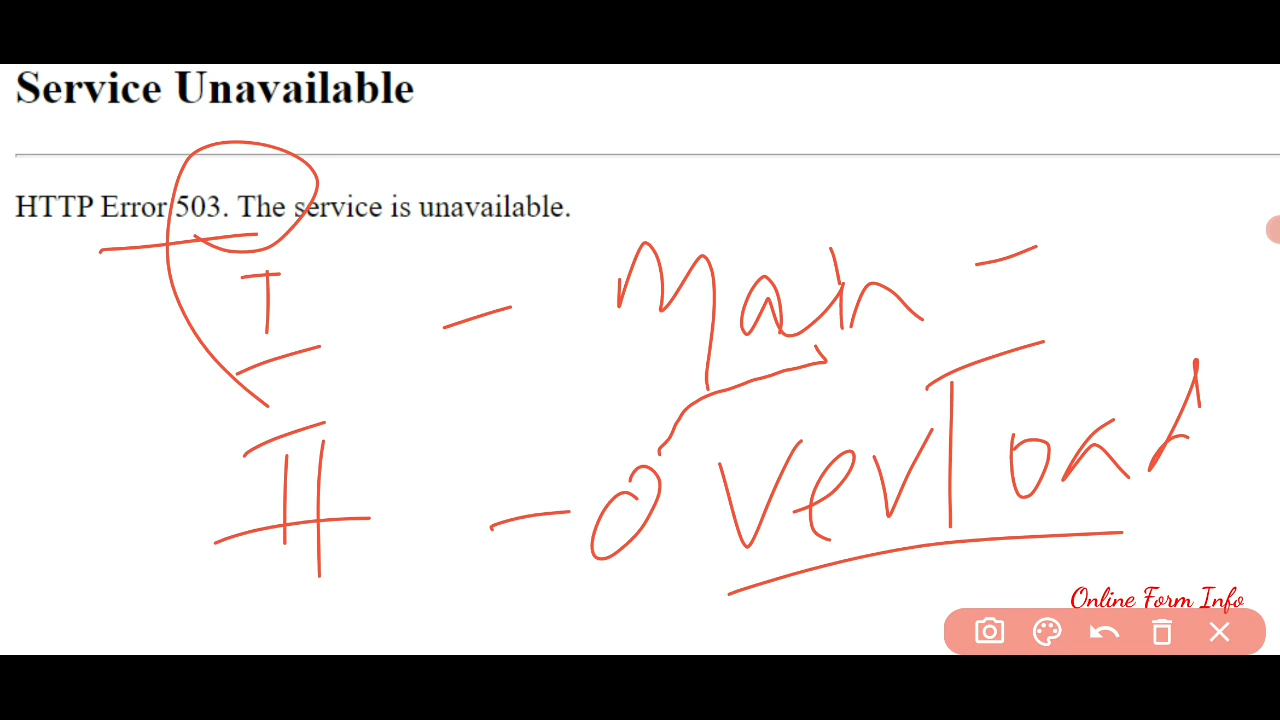 Service Unavailable
HTTP Error 503. The service is unavailable.
I - Main -
II - Overload
Online Form Info